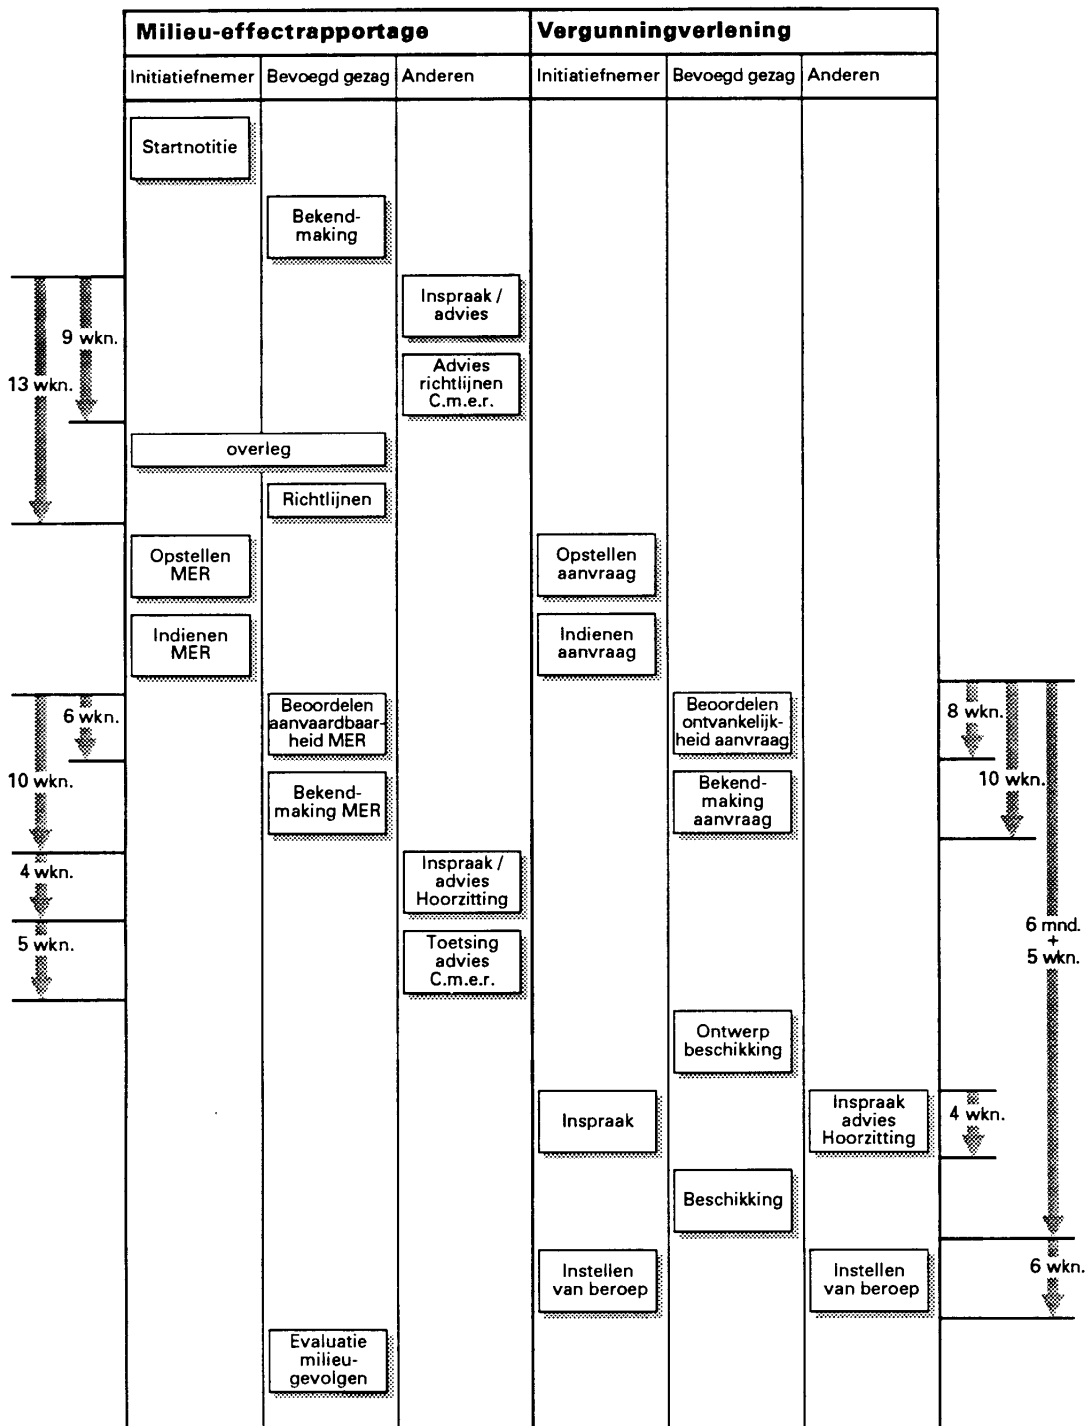 Milieu-effectrapportage
Vergunningverlening
Initiatiefnemer
Bevoegd gezag
Anderen
Initiatiefnemer
Bevoegd gezag
Anderen
Startnotitie
Bekend-
making
Inspraak /
advies
9 wkn.
13 wkn.
Advies
richtlijnen
C.m.e.r.
overleg
Richtlijnen
Opstellen
MER
Opstellen
aanvraag
Indienen
MER
Indienen
aanvraag
6 wkn.
10 wkn.
Beoordelen
aanvaardbaar-
heid MER
Beoordelen
ontvankelijk-
heid aanvraag
8 wkn.
10 wkn.
Bekend-
making MER
Bekend-
making
aanvraag
4 wkn.
Inspraak /
advies
Hoorzitting
5 wkn.
Toetsing
advies
C.m.e.r.
6 mnd.
+
5 wkn.
Ontwerp
beschikking
Inspraak
Inspraak
advies
Hoorzitting
4 wkn.
Beschikking
Instellen
van beroep
Instellen
van beroep
6 wkn.
Evaluatie
milieu-
gevolgen